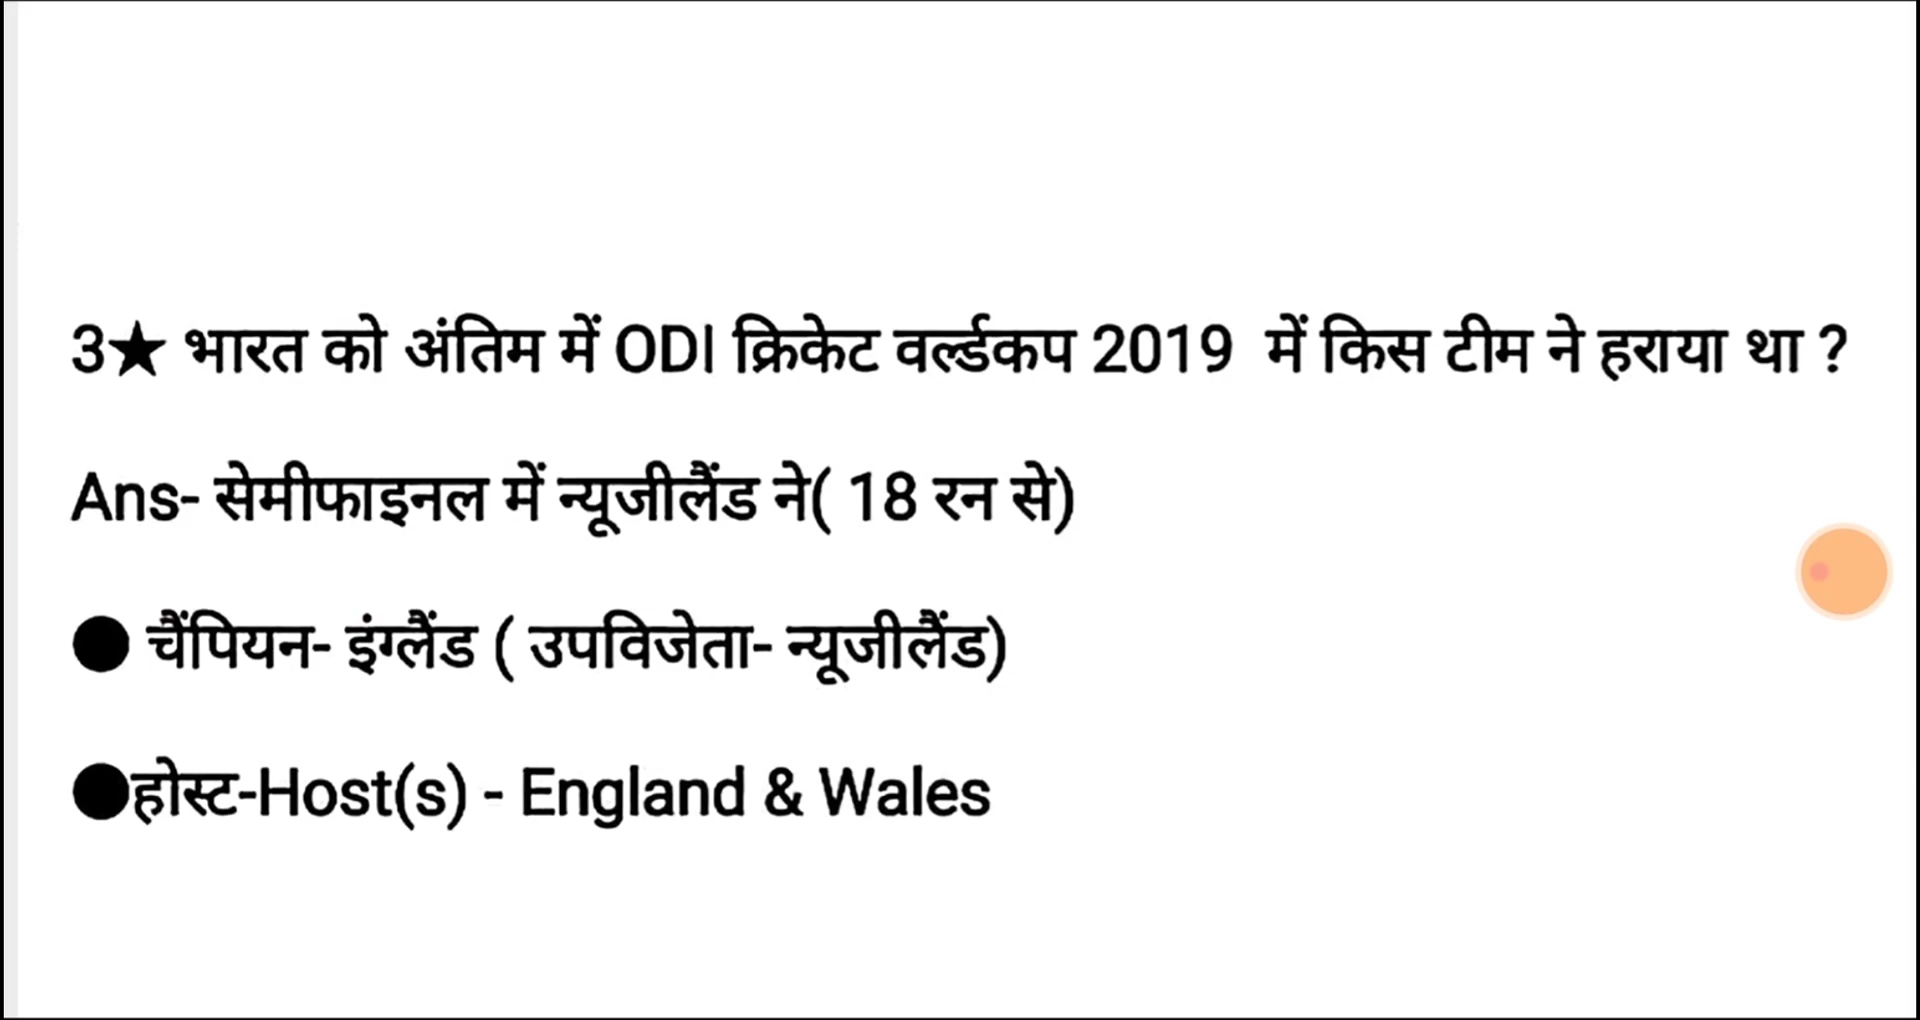 3★ भारत को अंतिम में ODI क्रिकेट वर्ल्डकप 2019 में किस टीम ने हराया था ?
Ans- सेमीफाइनल में न्यूजीलैंड ने( 18 रन से)
● चैंपियन- इंग्लैंड ( उपविजेता- न्यूजीलैंड)
●होस्ट-Host(s) - England & Wales